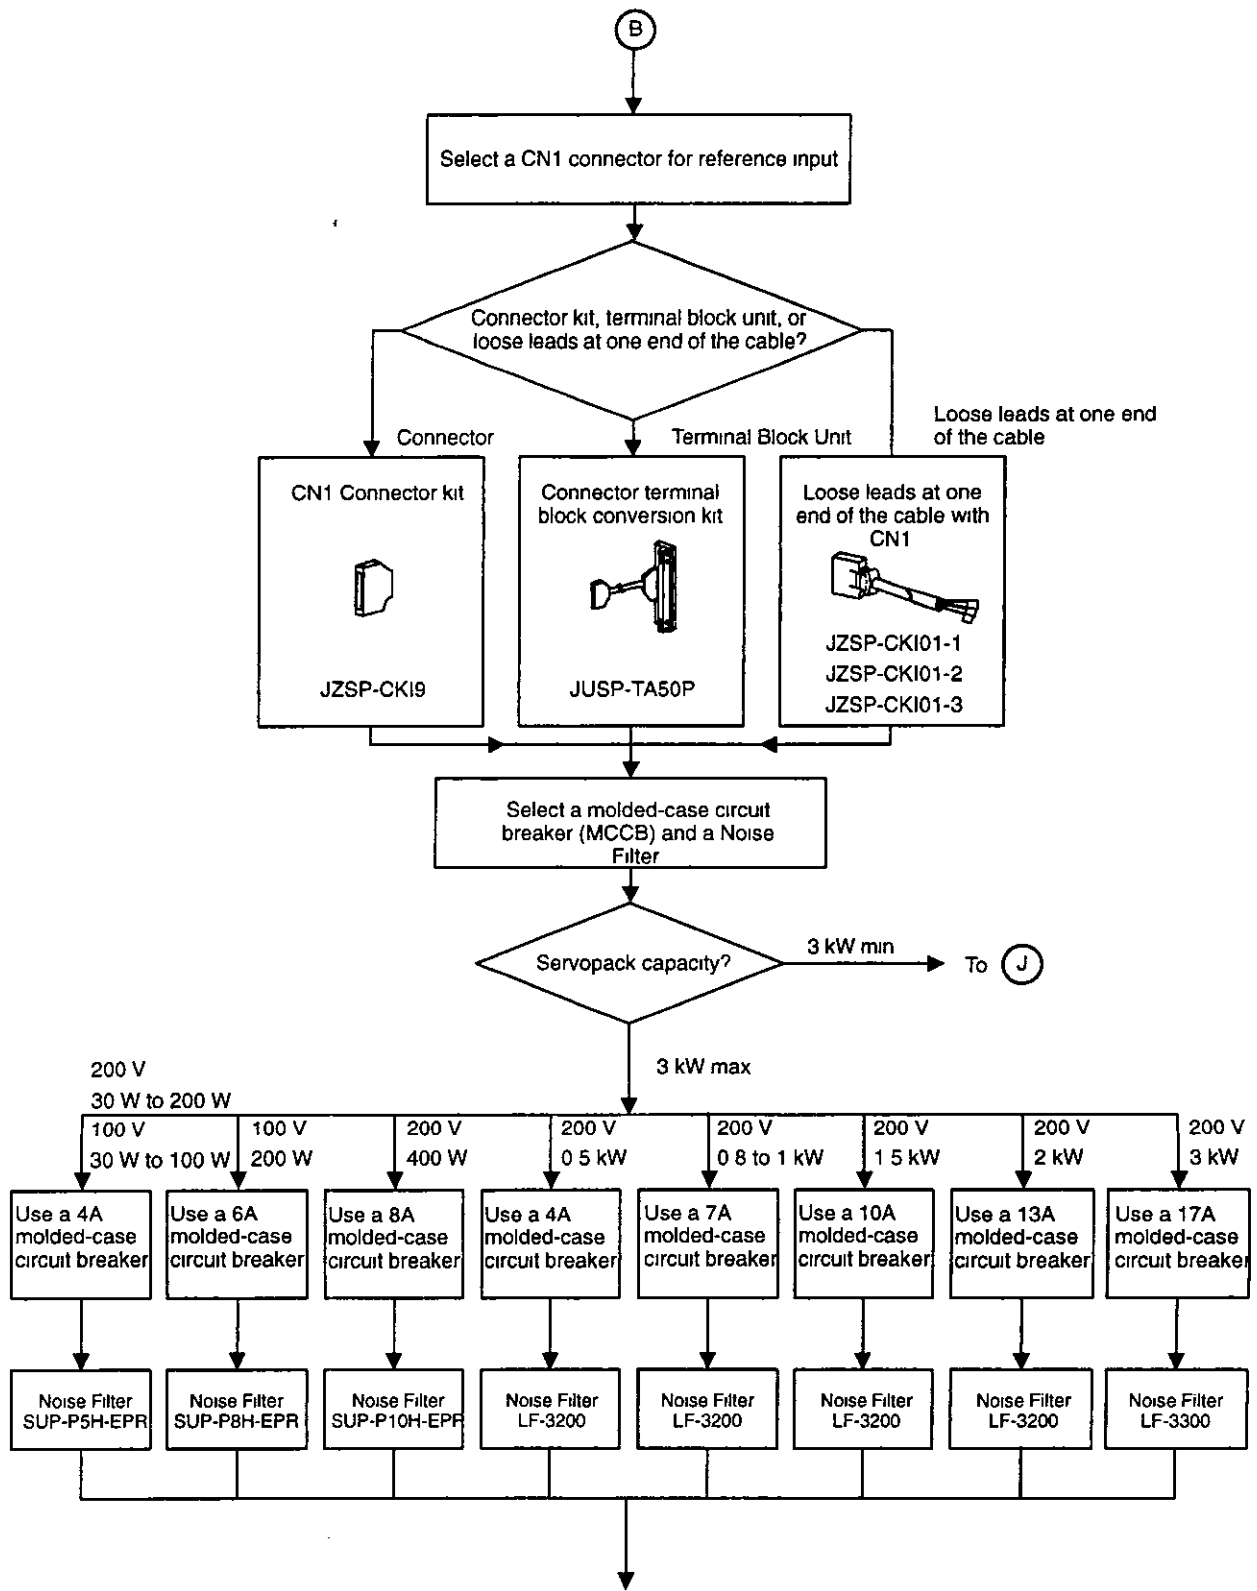 B
Select a CN1 connector for reference input
Connector kit, terminal block unit, or
loose leads at one end of the cable?
Connector
Terminal Block Unit
Loose leads at one end
of the cable
CN1 Connector kit
JZSP-CKI9
Connector terminal
block conversion kit
JUSP-TA50P
Loose leads at one
end of the cable with
CN1
JZSP-CKI01-1
JZSP-CKI01-2
JZSP-CKI01-3
Select a molded-case circuit
breaker (MCCB) and a Noise
Filter
Servopack capacity?
3 kW min
To J
3 kW max
200 V
30 W to 200 W
100 V
30 W to 100 W
100 V
200 W
200 V
400 W
200 V
0 5 kW
200 V
0 8 to 1 kW
200 V
1 5 kW
200 V
2 kW
200 V
3 kW
Use a 4A
molded-case
circuit breaker
Use a 6A
molded-case
circuit breaker
Use a 8A
molded-case
circuit breaker
Use a 4A
molded-case
circuit breaker
Use a 7A
molded-case
circuit breaker
Use a 10A
molded-case
circuit breaker
Use a 13A
molded-case
circuit breaker
Use a 17A
molded-case
circuit breaker
Noise Filter
SUP-P5H-EPR
Noise Filter
SUP-P8H-EPR
Noise Filter
SUP-P10H-EPR
Noise Filter
LF-3200
Noise Filter
LF-3200
Noise Filter
LF-3200
Noise Filter
LF-3200
Noise Filter
LF-3300